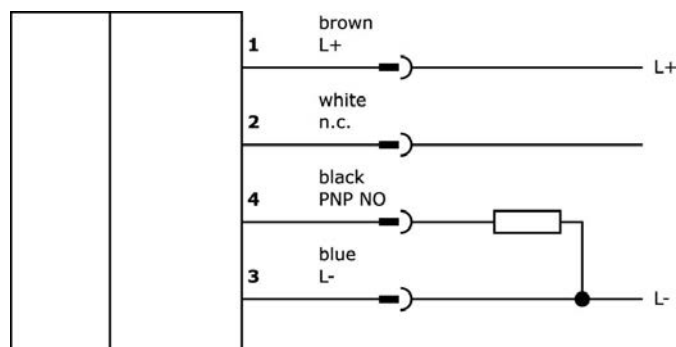 brown
1 L+
L+
white
2 n.c.
black
4 PNP NO
blue
3 L-
L-